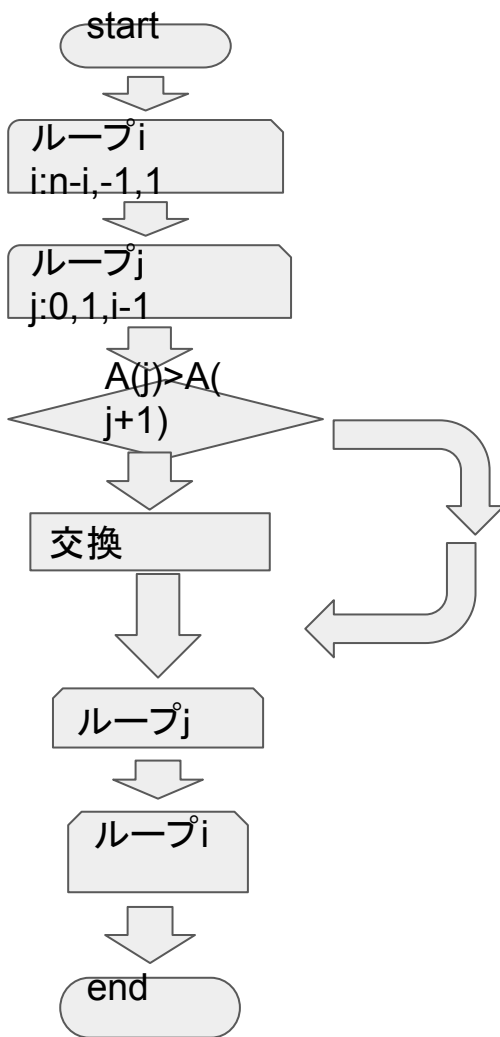 start
ループi
i:n-i,-1,1
ループj
j:0,1,i-1
A(j)>A(
j+1)
交換
ループj
ループi
end